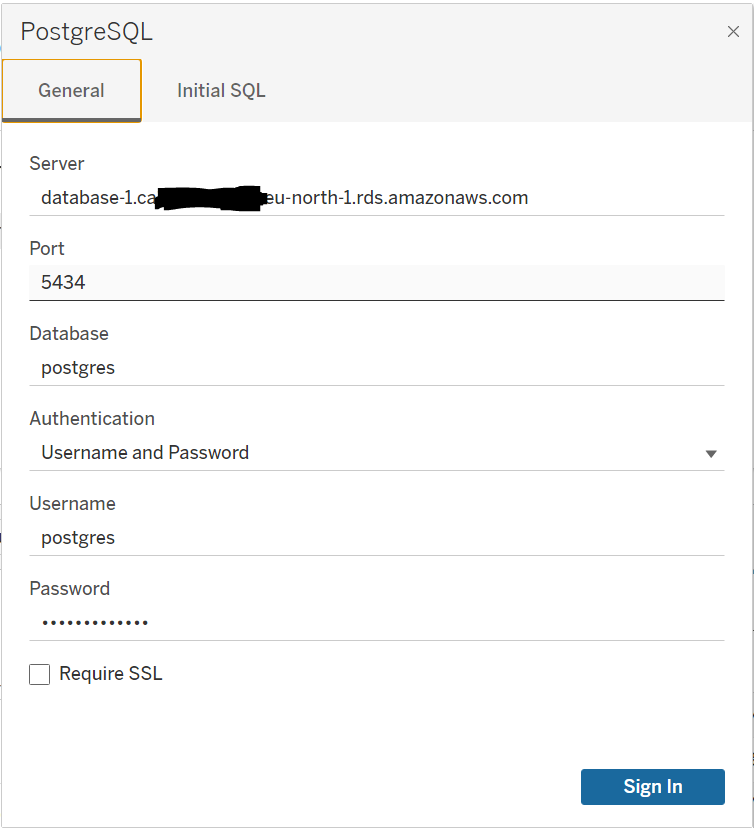 PostgreSQL
General Initial SQL
Server
database-1.ca eu-north-1.rds.amazonaws.com
Port
5434
Database
postgres
Authentication
Username and Password
Username
postgres
Password
•••••••••••••
Require SSL
Sign In